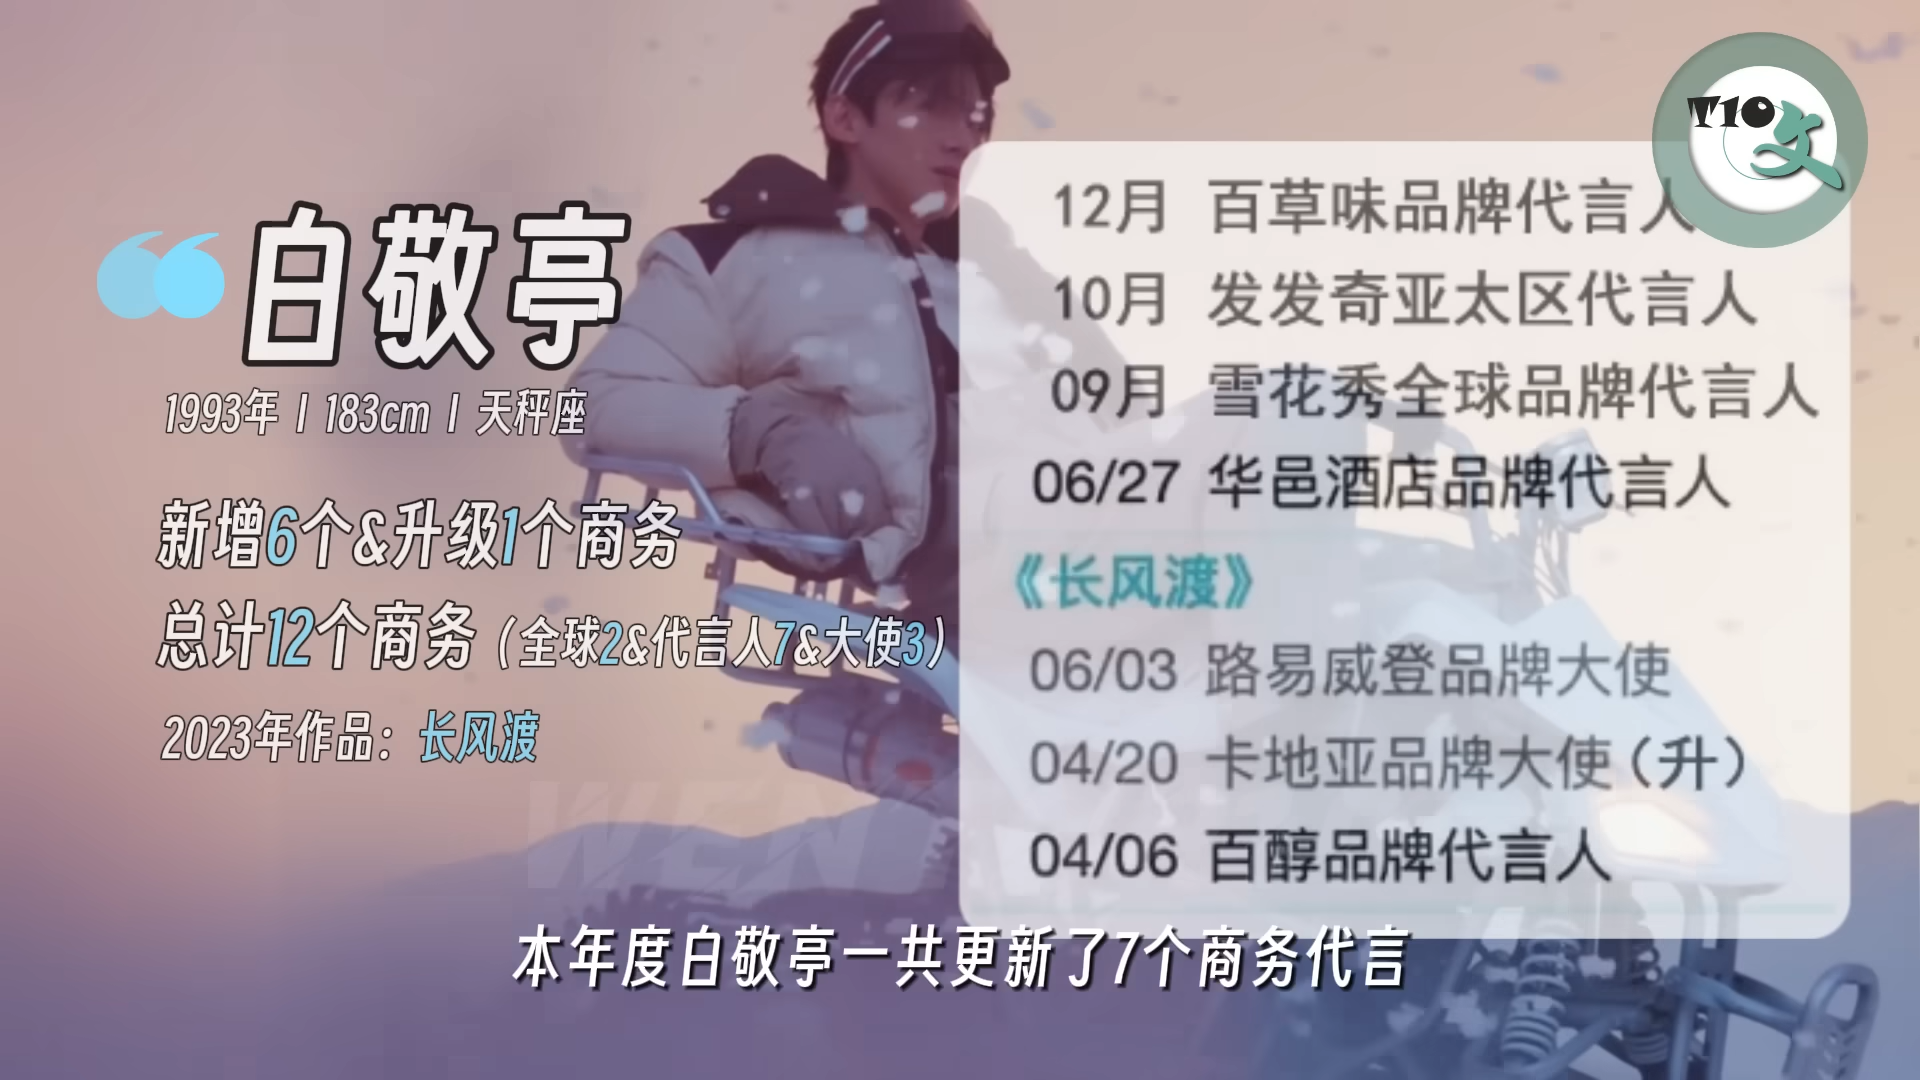 白敬亭
1993年 | 183cm | 天秤座
新增6个&升级1个商务
总计12个商务（全球2&代言人7&大使3）
2023年作品：长风渡
T10文
12月 百草味品牌代言人
10月 发发奇亚太区代言人
09月 雪花秀全球品牌代言人
06/27 华邑酒店品牌代言人
《长风渡》
06/03 路易威登品牌大使
04/20 卡地亚品牌大使（升）
04/06 百醇品牌代言人
WEN
本年度白敬亭一共更新了7个商务代言